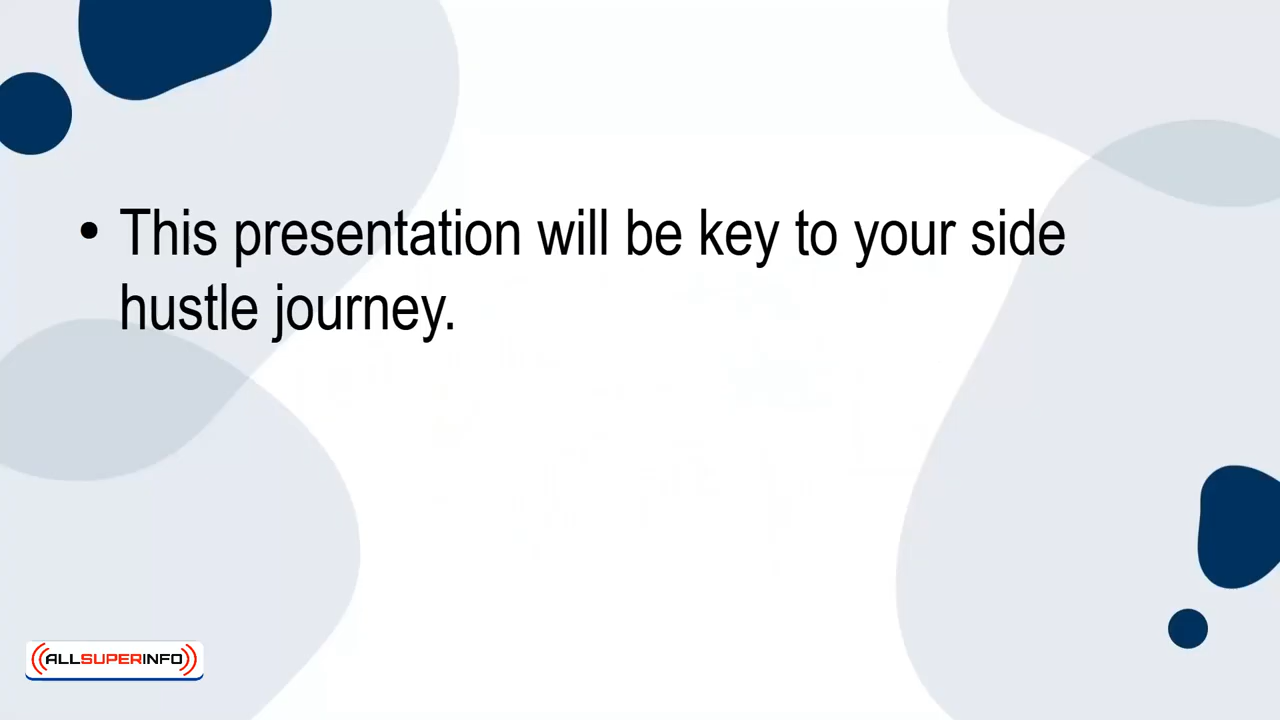 • This presentation will be key to your side
hustle journey.
ALLSUPERINFO